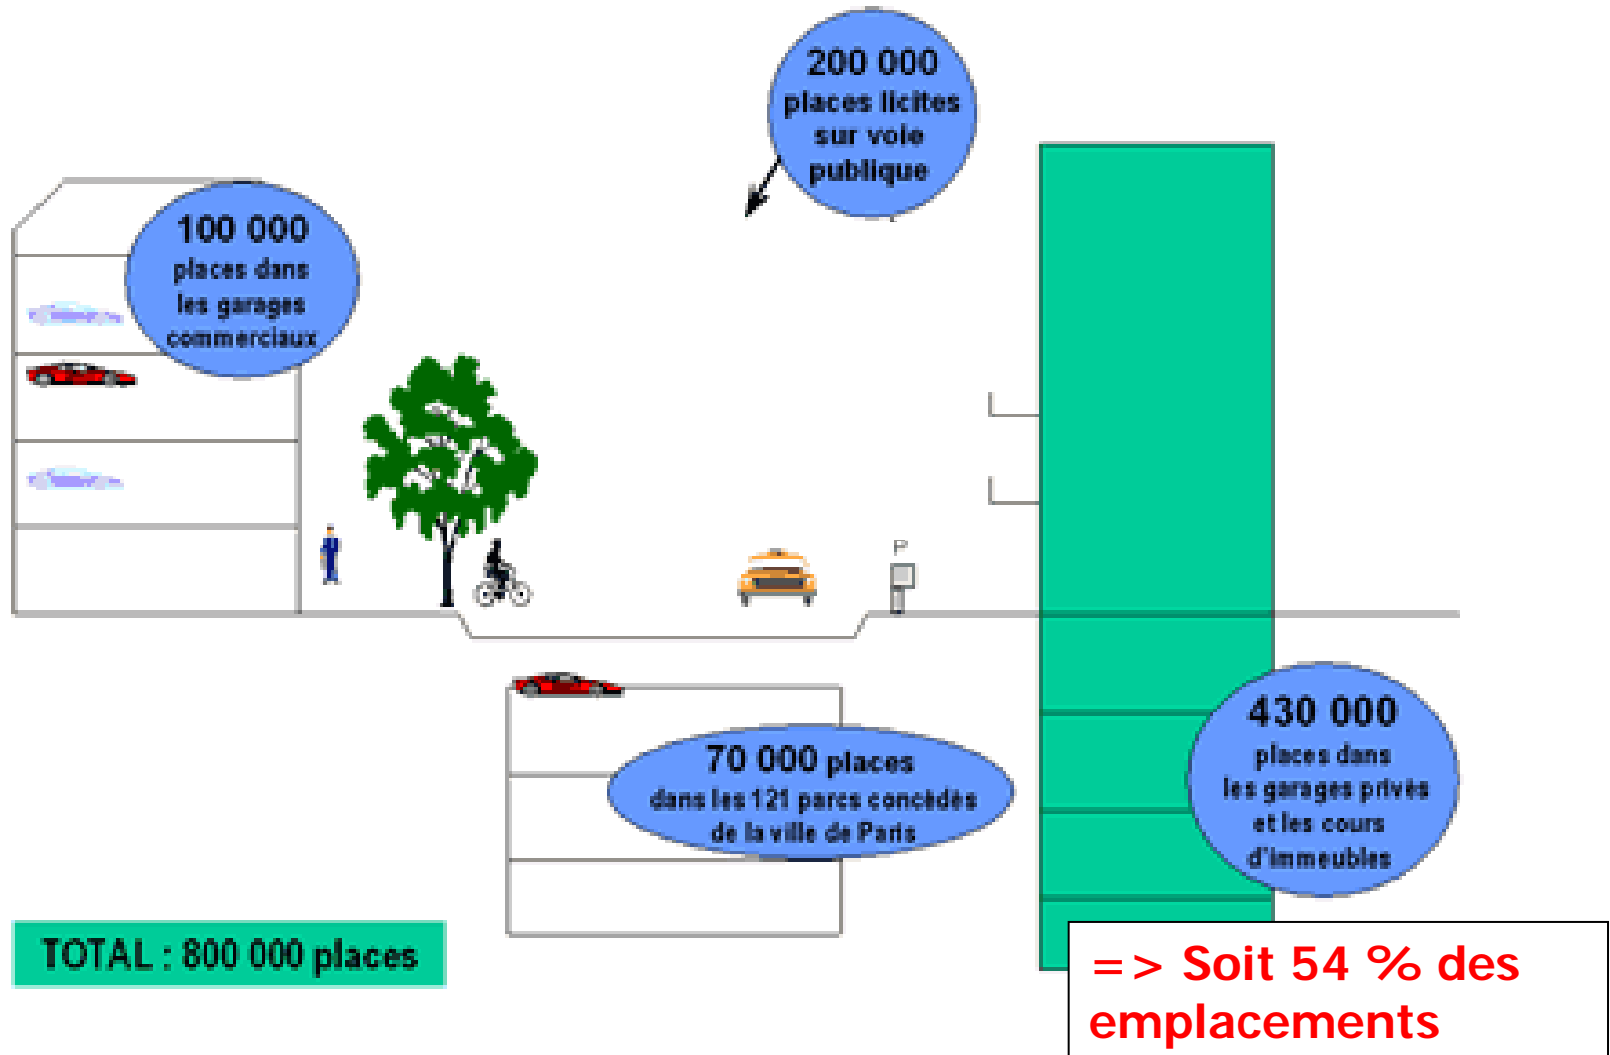 200 000
places licites
sur voie
publique
100 000
places dans
les garages
commerciaux
P
70 000 places
dans les 121 parcs concèdès
de la ville de Paris
430 000
places dans
les garages privès
et les cours
d'immeubles
TOTAL : 800 000 places
=> Soit 54 % des
emplacements